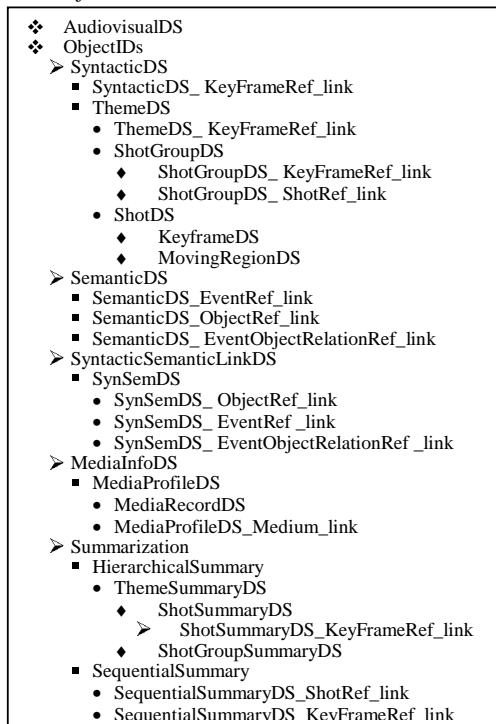 ❖ AudiovisualDS
❖ ObjectIDs
➢ SyntacticDS
▪ SyntacticDS_ KeyFrameRef_link
▪ ThemeDS
• ThemeDS_ KeyFrameRef_link
• ShotGroupDS
♦ ShotGroupDS_ KeyFrameRef_link
♦ ShotGroupDS_ ShotRef_link
• ShotDS
♦ KeyframeDS
♦ MovingRegionDS
➢ SemanticDS
▪ SemanticDS_EventRef_link
▪ SemanticDS_ObjectRef_link
▪ SemanticDS_ EventObjectRelationRef_link
➢ SyntacticSemanticLinkDS
▪ SynSemDS
• SynSemDS_ ObjectRef_link
• SynSemDS_ EventRef _link
• SynSemDS_ EventObjectRelationRef _link
➢ MediaInfoDS
▪ MediaProfileDS
• MediaRecordDS
• MediaProfileDS_Medium_link
➢ Summarization
▪ HierarchicalSummary
• ThemeSummaryDS
♦ ShotSummaryDS
➢ ShotSummaryDS_KeyFrameRef_link
♦ ShotGroupSummaryDS
▪ SequentialSummary
• SequentialSummaryDS_ShotRef_link
• SequentialSummaryDS_KeyFrameRef_link